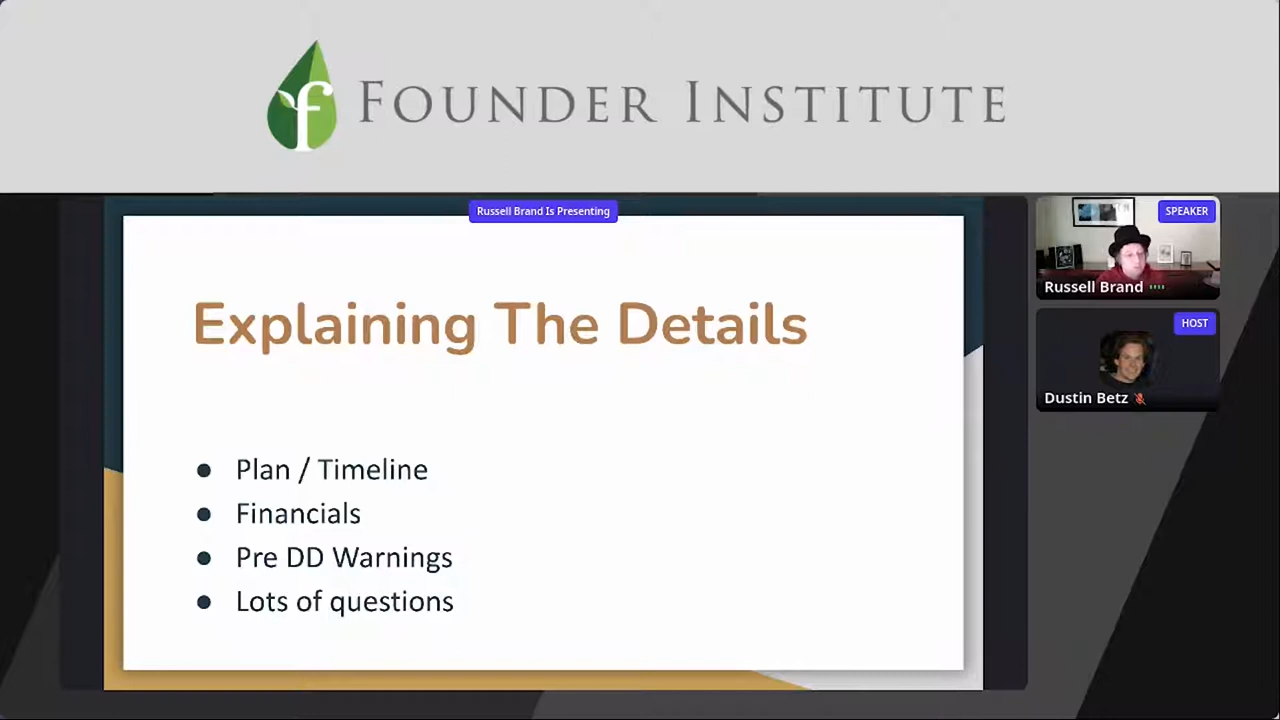 FOUNDER INSTITUTE
Russell Brand Is Presenting
SPEAKER
Russell Brand
HOST
Dustin Betz
Explaining The Details
● Plan / Timeline
● Financials
● Pre DD Warnings
● Lots of questions